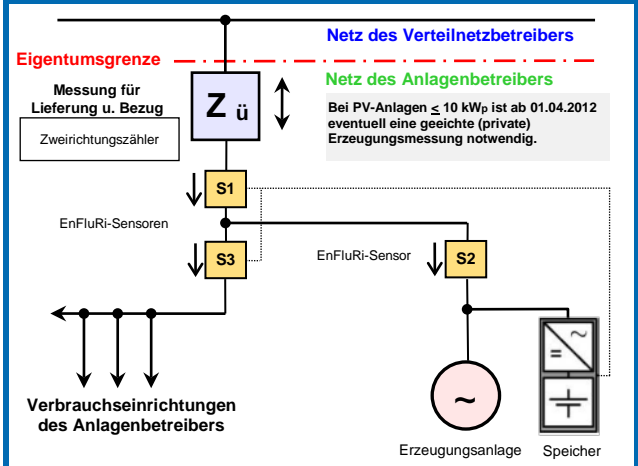 Netz des Verteilnetzbetreibers
Eigentumsgrenze
Netz des Anlagenbetreibers
Messung für
Lieferung u. Bezug
Zweirichtungszähler
Z ü
Bei PV-Anlagen ≤ 10 kWp ist ab 01.04.2012
eventuell eine geeichte (private)
Erzeugungsmessung notwendig.
S1
EnFluRi-Sensoren
S3
EnFluRi-Sensor
S2
~
=
~
Verbrauchseinrichtungen
des Anlagenbetreibers
Erzeugungsanlage
Speicher